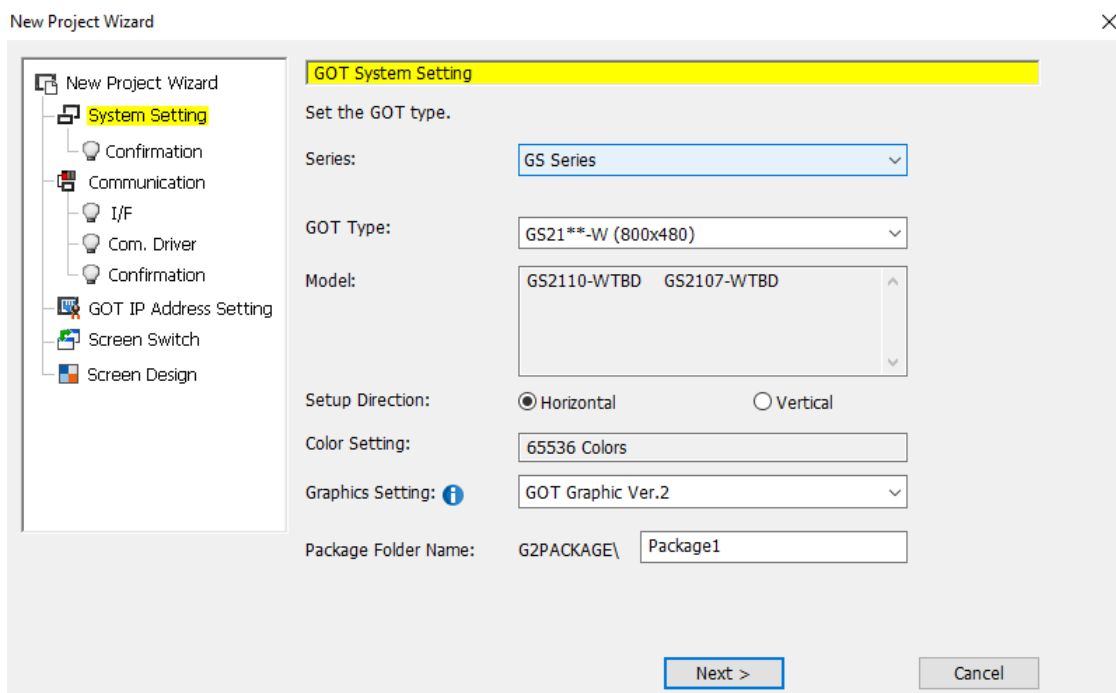 New Project Wizard
New Project Wizard
System Setting
Confirmation
Communication
I/F
Com. Driver
Confirmation
GOT IP Address Setting
Screen Switch
Screen Design
GOT System Setting
Set the GOT type.
Series: GS Series
GOT Type: GS21**-W (800x480)
Model: GS2110-WTBD GS2107-WTBD
Setup Direction: Horizontal Vertical
Color Setting: 65536 Colors
Graphics Setting: GOT Graphic Ver.2
Package Folder Name: G2PACKAGE\ Package1
Next > Cancel